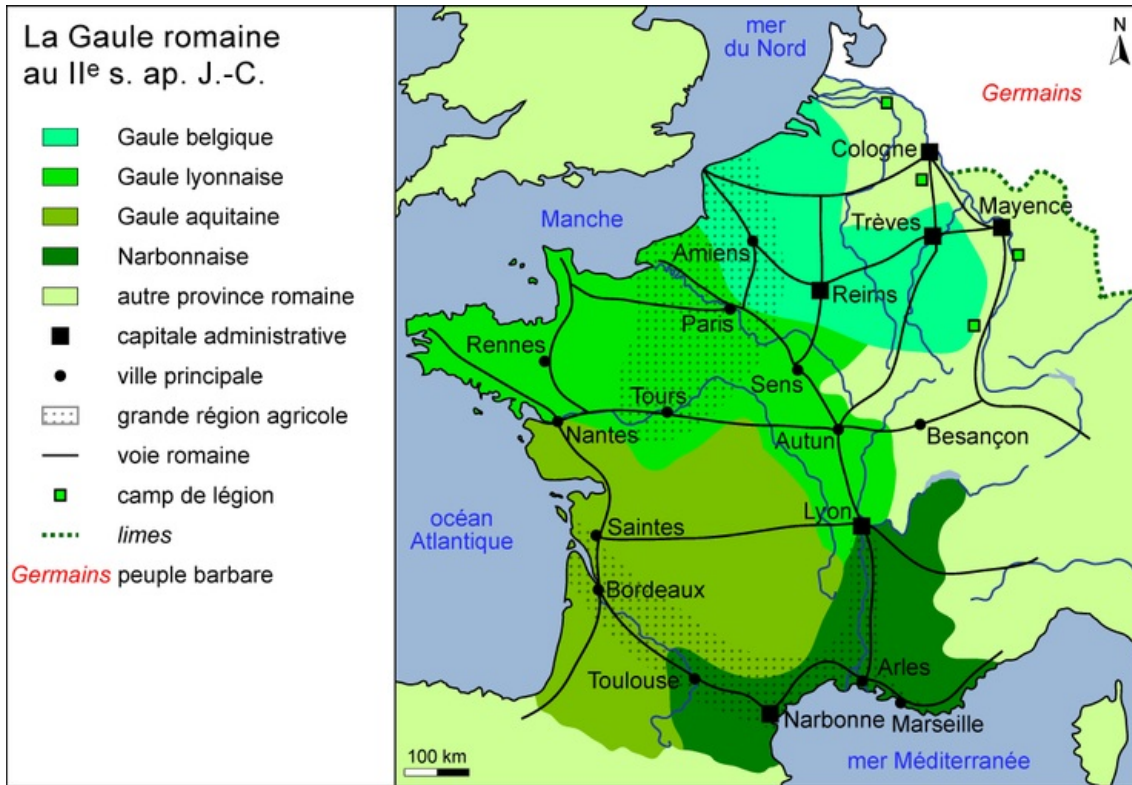 La Gaule romaine
au IIe s. ap. J.-C.
Gaule belgique
Gaule lyonnaise
Gaule aquitaine
Narbonnaise
autre province romaine
capitale administrative
ville principale
grande région agricole
voie romaine
camp de légion
limes
Germains peuple barbare
mer
du Nord
N
Germains
Cologne
Manche
Mayence
Trèves
Amiens
Reims
Paris
Rennes
Sens
Tours
Nantes
Autun
Besançon
océan
Atlantique
Lyon
Saintes
Bordeaux
Toulouse
Arles
Narbonne
Marseille
100 km
mer Méditerranée